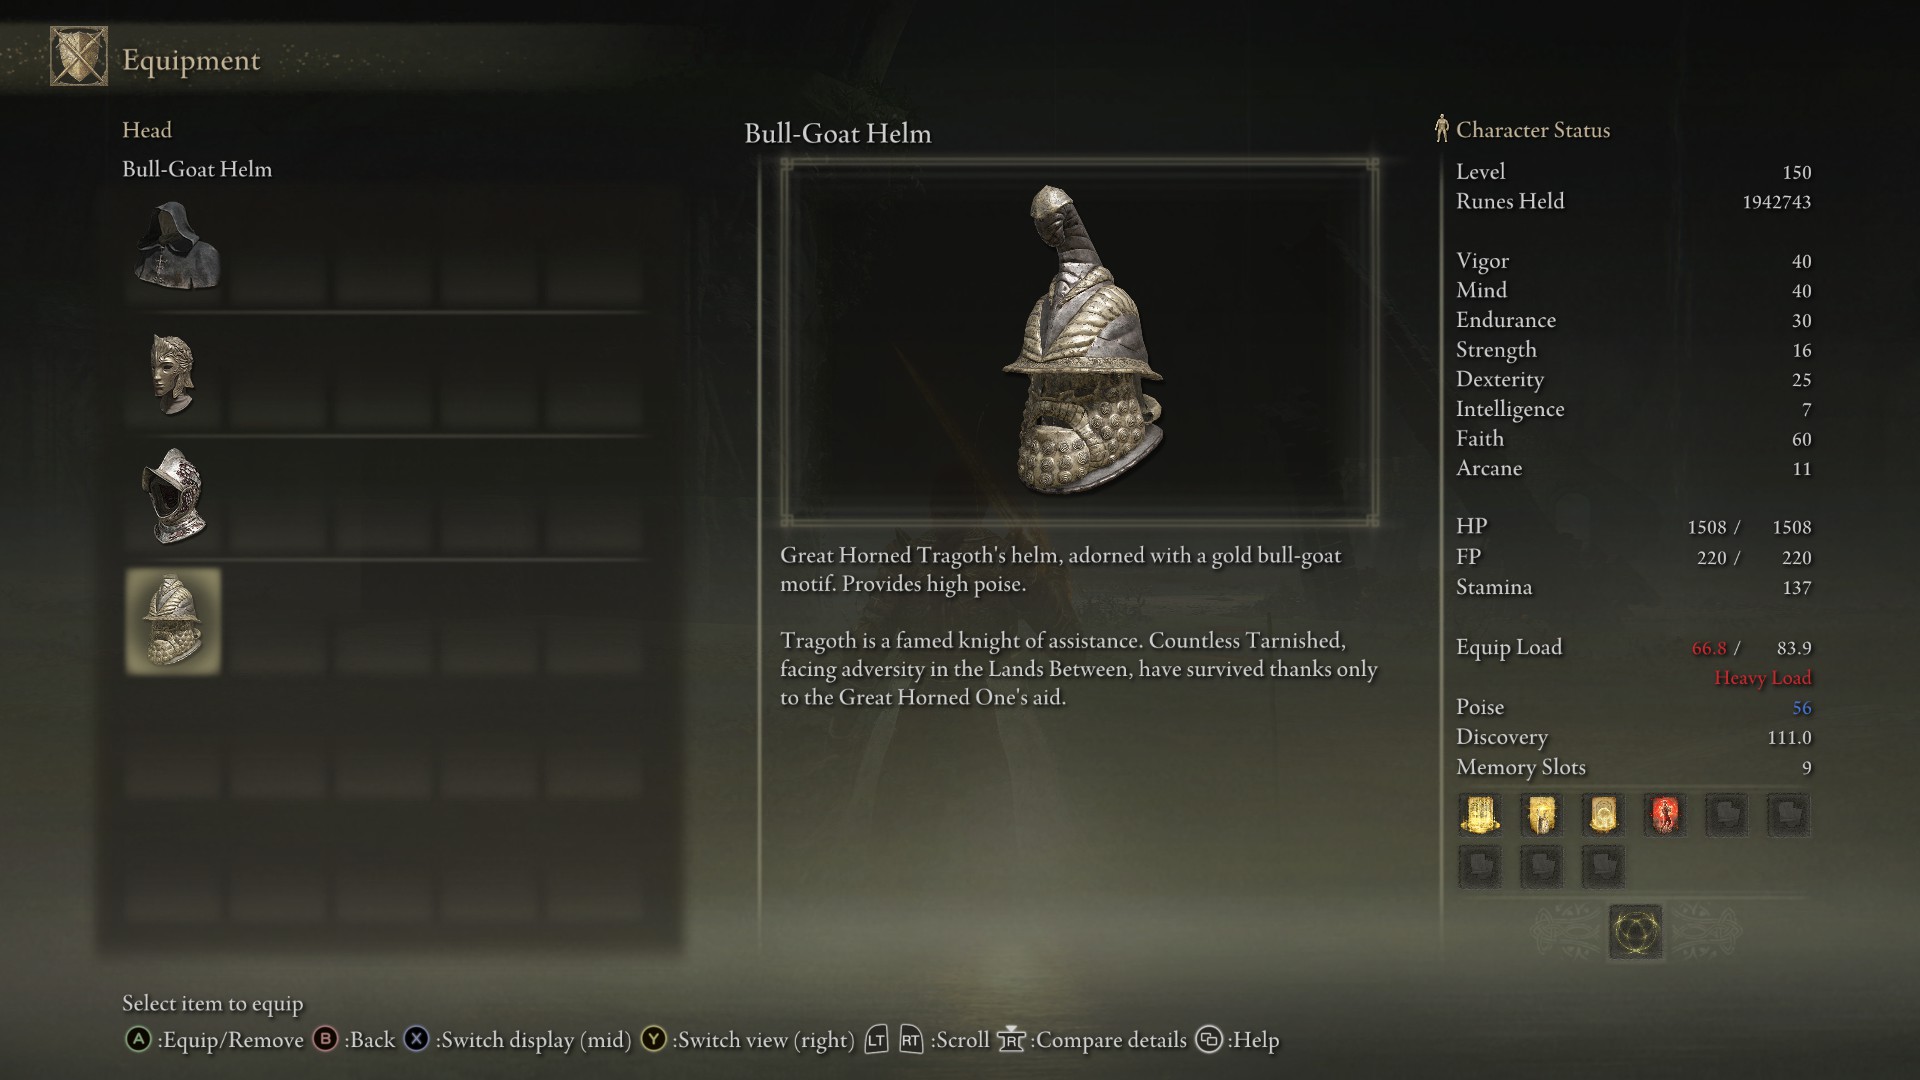 Equipment
Head
Bull-Goat Helm
Bull-Goat Helm
Great Horned Tragoth's helm, adorned with a gold bull-goat
motif. Provides high poise.
Tragoth is a famed knight of assistance. Countless Tarnished,
facing adversity in the Lands Between, have survived thanks only
to the Great Horned One's aid.
Character Status
Level 150
Runes Held 1942743
Vigor 40
Mind 40
Endurance 30
Strength 16
Dexterity 25
Intelligence 7
Faith 60
Arcane 11
HP 1508 / 1508
FP 220 / 220
Stamina 137
Equip Load 66.8 / 83.9
Heavy Load
Poise 56
Discovery 111.0
Memory Slots 9
Select item to equip
A :Equip/Remove B :Back X :Switch display (mid) Y :Switch view (right) LT RT :Scroll R :Compare details :Help